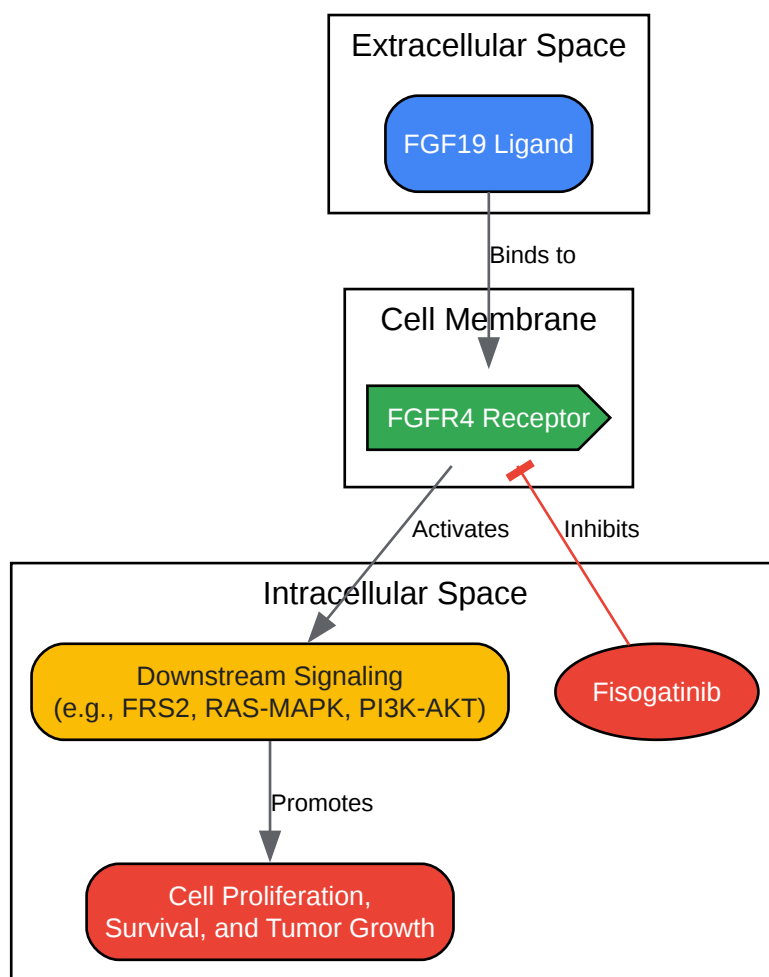 Extracellular Space
FGF19 Ligand
Binds to
Cell Membrane
FGFR4 Receptor
Activates
Inhibits
Intracellular Space
Downstream Signaling
(e.g., FRS2, RAS-MAPK, PI3K-AKT)
Fisogatinib
Promotes
Cell Proliferation,
Survival, and Tumor Growth